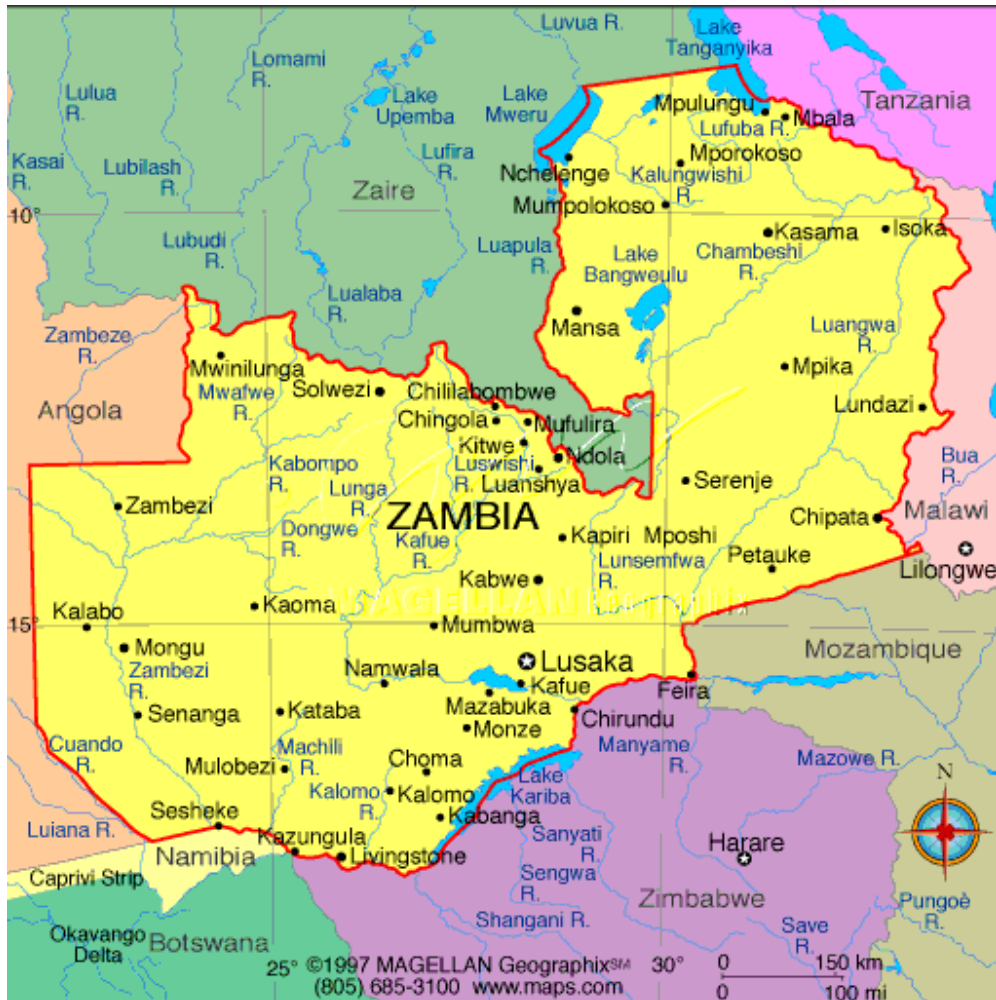 Lake
Tanganyika
Luvua R.
Lomami
R.
Lulua
R.
Lake
Upemba
Lake
Mweru
Mpulungu
Mbala
Tanzania
Lufuba R.
Kasai
R.
Lubilash
R.
Lufira
R.
Zaire
Nchelenge
Mporokoso
Kalungwishi
R.
Mumpolokoso
10°
Lubudi
R.
Luapula
R.
Lake
Bangweulu
Kasama
Isoka
Chambeshi
R.
Lualaba
R.
Zambeze
R.
Mansa
Luangwa
R.
Mwinilunga
Mwafwe
R.
Solwezi
Chililabombwe
Mpika
Angola
Chingola
Mufulira
Lundazi
Kitwe
Ndola
Kabompo
R.
Lunga
R.
Luswishi
R.
Luanshya
Bua
R.
Serenje
Zambezi
ZAMBIA
Chipata
Malawi
Dongwe
R.
Kafue
R.
Kapiri Mposhi
Lunsemfwa
R.
Petauke
Lilongwe
Kabwe
MAGELLAN Geographix
Kalabo
Kaoma
15°
Mumbwa
Mongu
Lusaka
Mozambique
Zambezi
R.
Namwala
Kafue
Feira
Senanga
Kataba
Mazabuka
Chirundu
Monze
Cuando
R.
Machili
R.
Manyame
R.
Mazowe R.
Mulobezi
Choma
N
Lake
Kariba
Kalomo
R.
Kalomo
Sesheke
Kabanga
Luiana R.
Kazungula
Sanyati
R.
Harare
Namibia
Livingstone
Caprivi Strip
Sengwa
R.
Zimbabwe
Pungoè
R.
Shangani R.
Save
R.
Okavango
Delta
Botswana
25°
©1997 MAGELLAN Geographix℠
30°
0 150 km
(805) 685-3100 www.maps.com
0 100 mi